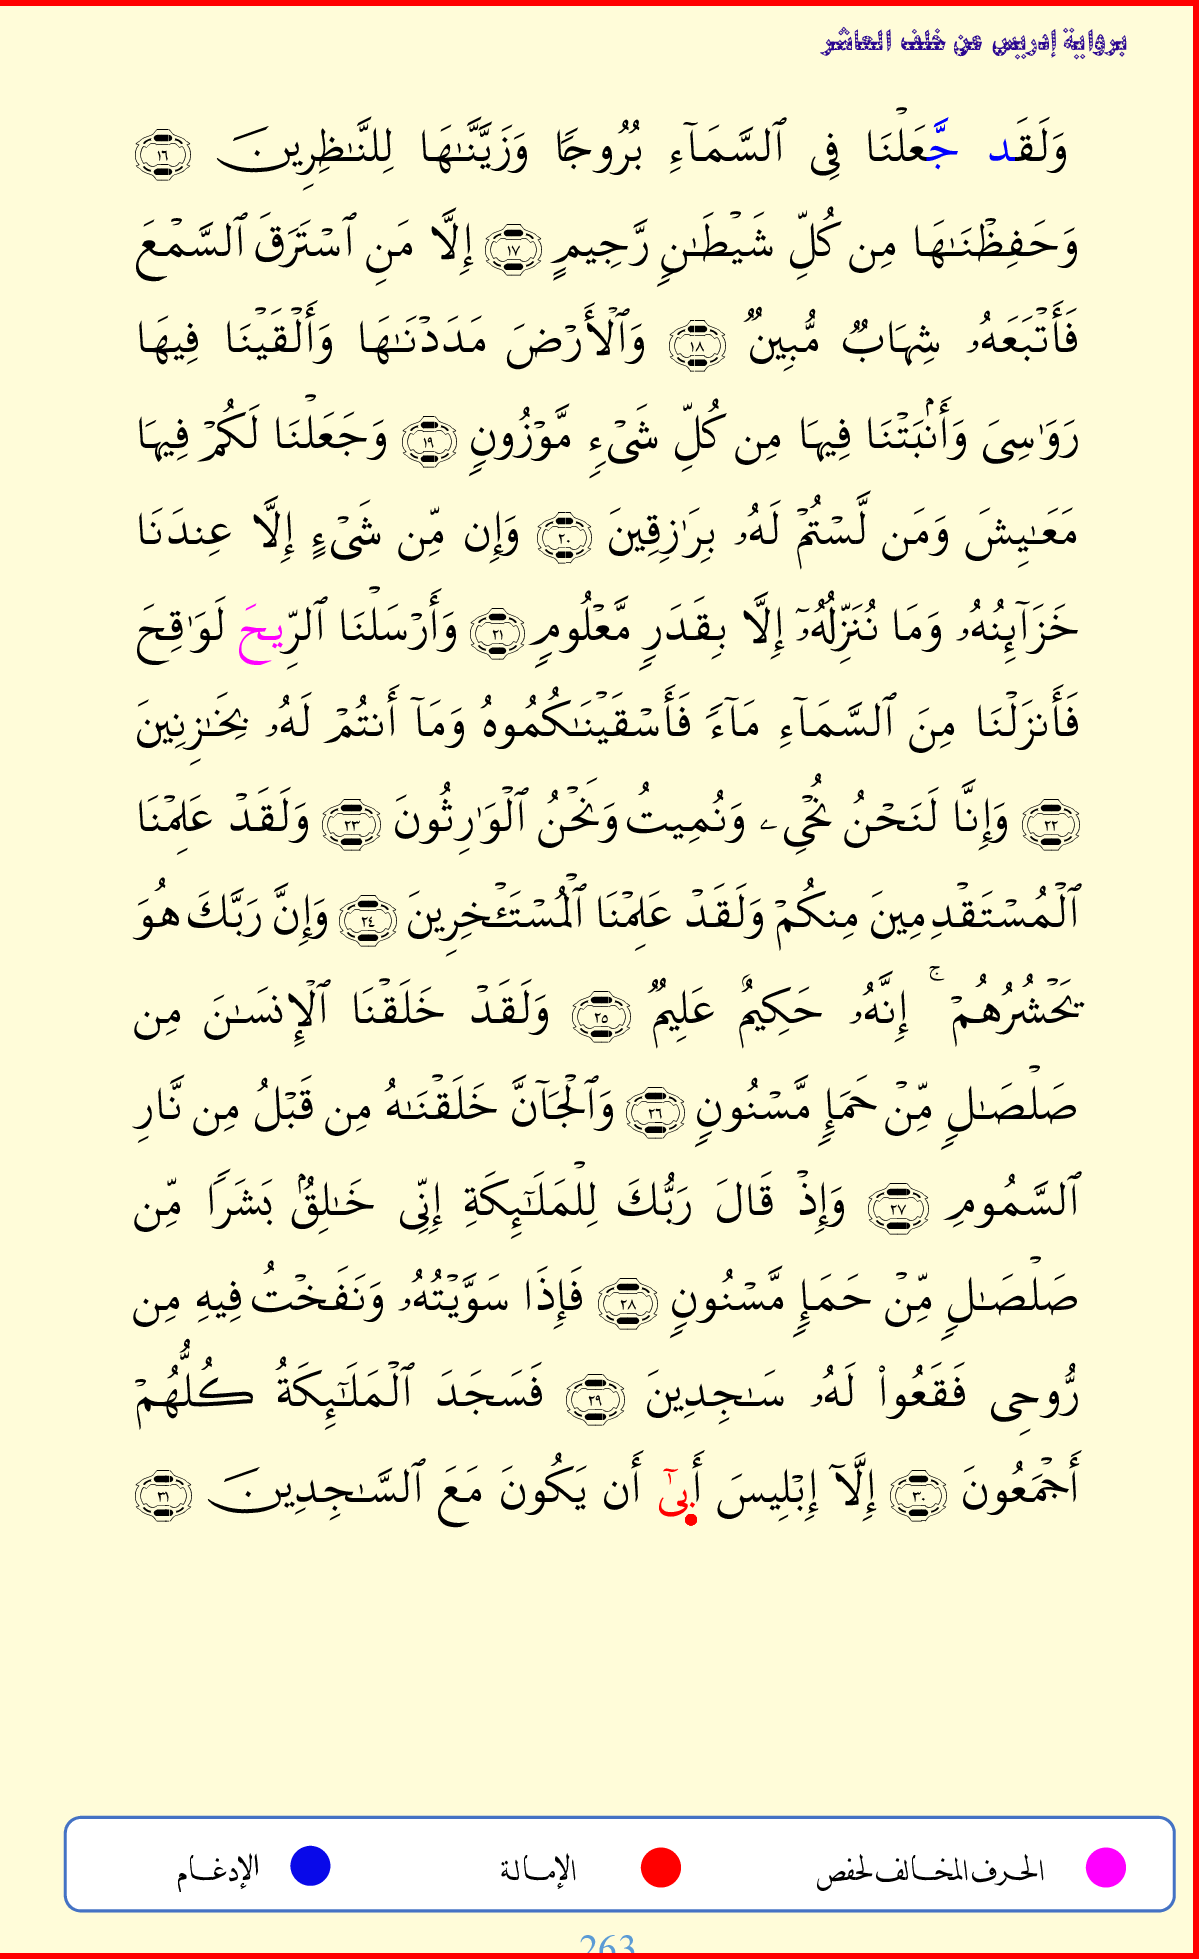 برواية إدريس عن خلف العاشر
وَلَقَد جَّعَلْنَا فِى ٱلسَّمَآءِ بُرُوجًا وَزَيَّنَّـٰهَا لِلنَّـٰظِرِينَ ١٦
وَحَفِظْنَـٰهَا مِن كُلِّ شَيْطَـٰنٍ رَّجِيمٍ ١٧ إِلَّا مَنِ ٱسْتَرَقَ ٱلسَّمْعَ
فَأَتْبَعَهُۥ شِهَابٌ مُّبِينٌ ١٨ وَٱلْأَرْضَ مَدَدْنَـٰهَا وَأَلْقَيْنَا فِيهَا
رَوَٰسِىَ وَأَنۢبَتْنَا فِيهَا مِن كُلِّ شَىْءٍ مَّوْزُونٍ ١٩ وَجَعَلْنَا لَكُمْ فِيهَا
مَعَـٰيِشَ وَمَن لَّسْتُمْ لَهُۥ بِرَٰزِقِينَ ٢٠ وَإِن مِّن شَىْءٍ إِلَّا عِندَنَا
خَزَآئِنُهُۥ وَمَا نُنَزِّلُهُۥٓ إِلَّا بِقَدَرٍ مَّعْلُومٍ ٢١ وَأَرْسَلْنَا ٱلرِّيحَ لَوَٰقِحَ
فَأَنزَلْنَا مِنَ ٱلسَّمَآءِ مَآءً فَأَسْقَيْنَـٰكُمُوهُ وَمَآ أَنتُمْ لَهُۥ بِخَـٰزِنِينَ
٢٢ وَإِنَّا لَنَحْنُ نُحْىِۦ وَنُمِيتُ وَنَحْنُ ٱلْوَٰرِثُونَ ٢٣ وَلَقَدْ عَلِمْنَا
ٱلْمُسْتَقْدِمِينَ مِنكُمْ وَلَقَدْ عَلِمْنَا ٱلْمُسْتَـْٔخِرِينَ ٢٤ وَإِنَّ رَبَّكَ هُوَ
يَحْشُرُهُمْ ۚ إِنَّهُۥ حَكِيمٌ عَلِيمٌ ٢٥ وَلَقَدْ خَلَقْنَا ٱلْإِنسَـٰنَ مِن
صَلْصَـٰلٍ مِّنْ حَمَإٍ مَّسْنُونٍ ٢٦ وَٱلْجَآنَّ خَلَقْنَـٰهُ مِن قَبْلُ مِن نَّارِ
ٱلسَّمُومِ ٢٧ وَإِذْ قَالَ رَبُّكَ لِلْمَلَـٰٓئِكَةِ إِنِّى خَـٰلِقٌۢ بَشَرًا مِّن
صَلْصَـٰلٍ مِّنْ حَمَإٍ مَّسْنُونٍ ٢٨ فَإِذَا سَوَّيْتُهُۥ وَنَفَخْتُ فِيهِ مِن
رُّوحِى فَقَعُوا۟ لَهُۥ سَـٰجِدِينَ ٢٩ فَسَجَدَ ٱلْمَلَـٰٓئِكَةُ كُلُّهُمْ
أَجْمَعُونَ ٣٠ إِلَّآ إِبْلِيسَ أَبَىٰٓ أَن يَكُونَ مَعَ ٱلسَّـٰجِدِينَ ٣١
الحرف المخالف لحفص الإمالة الإدغام
263